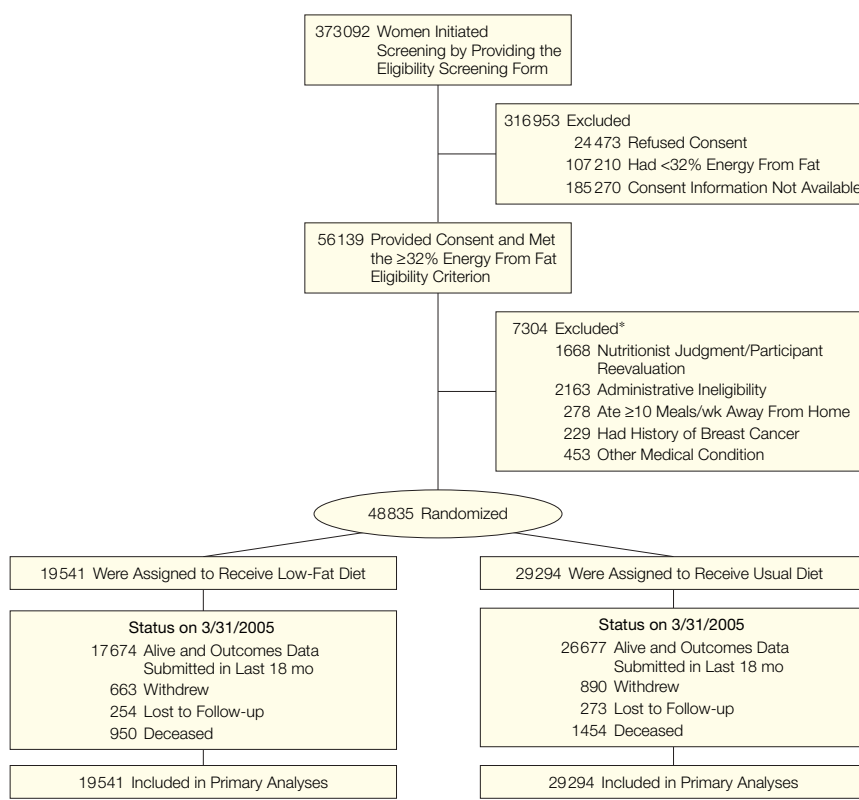 373092 Women Initiated
Screening by Providing the
Eligibility Screening Form
316953 Excluded
24473 Refused Consent
107210 Had <32% Energy From Fat
185270 Consent Information Not Available
56139 Provided Consent and Met
the ≥32% Energy From Fat
Eligibility Criterion
7304 Excluded*
1668 Nutritionist Judgment/Participant
Reevaluation
2163 Administrative Ineligibility
278 Ate ≥10 Meals/wk Away From Home
229 Had History of Breast Cancer
453 Other Medical Condition
48835 Randomized
19541 Were Assigned to Receive Low-Fat Diet
29294 Were Assigned to Receive Usual Diet
Status on 3/31/2005
17674 Alive and Outcomes Data
Submitted in Last 18 mo
663 Withdrew
254 Lost to Follow-up
950 Deceased
Status on 3/31/2005
26677 Alive and Outcomes Data
Submitted in Last 18 mo
890 Withdrew
273 Lost to Follow-up
1454 Deceased
19541 Included in Primary Analyses
29294 Included in Primary Analyses